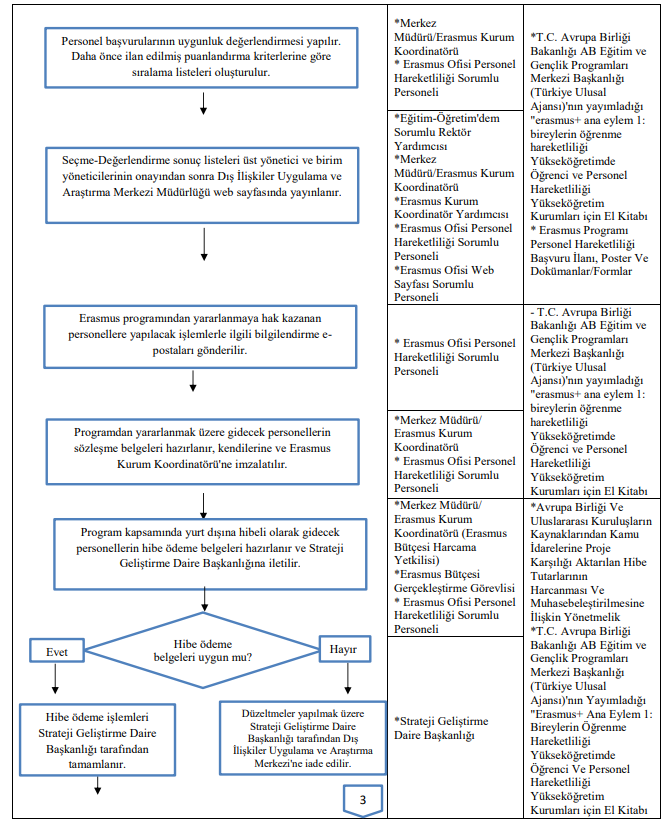 Personel başvurularının uygunluk değerlendirmesi yapılır.
Daha önce ilan edilmiş puanlandırma kriterlerine göre
sıralama listeleri oluşturulur.
Seçme-Değerlendirme sonuç listeleri üst yönetici ve birim
yöneticilerinin onayından sonra Dış İlişkiler Uygulama ve
Araştırma Merkezi Müdürlüğü web sayfasında yayınlanır.
Erasmus programından yararlanmaya hak kazanan
personellere yapılacak işlemlerle ilgili bilgilendirme e-
postaları gönderilir.
Programdan yararlanmak üzere gidecek personellerin
sözleşme belgeleri hazırlanır, kendilerine ve Erasmus
Kurum Koordinatörü'ne imzalatılır.
Program kapsamında yurt dışına hibeli olarak gidecek
personellerin hibe ödeme belgeleri hazırlanır ve Strateji
Geliştirme Daire Başkanlığına iletilir.
Hibe ödeme
belgeleri uygun mu?
Evet
Hayır
Hibe ödeme işlemleri
Strateji Geliştirme Daire
Başkanlığı tarafından
tamamlanır.
Düzeltmeler yapılmak üzere
Strateji Geliştirme Daire
Başkanlığı tarafından Dış
İlişkiler Uygulama ve Araştırma
Merkezi'ne iade edilir.
3
*Merkez
Müdürü/Erasmus Kurum
Koordinatörü
* Erasmus Ofisi Personel
Hareketliliği Sorumlu
Personeli
*Eğitim-Öğretim'dem
Sorumlu Rektör
Yardımcısı
*Merkez
Müdürü/Erasmus Kurum
Koordinatörü
*Erasmus Kurum
Koordinatör Yardımcısı
*Erasmus Ofisi Personel
Hareketliliği Sorumlu
Personeli
*Erasmus Ofisi Web
Sayfası Sorumlu Personeli
* Erasmus Ofisi Personel
Hareketliliği Sorumlu
Personeli
*Merkez Müdürü/
Erasmus Kurum
Koordinatörü
* Erasmus Ofisi Personel
Hareketliliği Sorumlu
Personeli
*Merkez Müdürü/
Erasmus Kurum
Koordinatörü (Erasmus
Bütçesi Harcama
Yetkilisi)
*Erasmus Bütçesi
Gerçekleştirme Görevlisi
* Erasmus Ofisi Personel
Hareketliliği Sorumlu
Personeli
*Strateji Geliştirme
Daire Başkanlığı
*T.C. Avrupa Birliği
Bakanlığı AB Eğitim ve
Gençlik Programları
Merkezi Başkanlığı
(Türkiye Ulusal
Ajansı)'nın yayımladığı
"erasmus+ ana eylem 1:
bireylerin öğrenme
hareketliliği
Yükseköğretimde
Öğrenci ve Personel
Hareketliliği
Yükseköğretim
Kurumları için El Kitabı
* Erasmus Programı
Personel Hareketliliği
Başvuru İlanı, Poster Ve
Dokümanlar/Formlar
- T.C. Avrupa Birliği
Bakanlığı AB Eğitim ve
Gençlik Programları
Merkezi Başkanlığı
(Türkiye Ulusal
Ajansı)'nın yayımladığı
"erasmus+ ana eylem 1:
bireylerin öğrenme
hareketliliği
Yükseköğretimde
Öğrenci ve Personel
Hareketliliği
Yükseköğretim
Kurumları için El Kitabı
*Avrupa Birliği Ve
Uluslararası Kuruluşların
Kaynaklarından Kamu
İdarelerine Proje
Karşılığı Aktarılan Hibe
Tutarlarının
Harcanması Ve
Muhasebeleştirilmesine
İlişkin Yönetmelik
*T.C. Avrupa Birliği
Bakanlığı AB Eğitim ve
Gençlik Programları
Merkezi Başkanlığı
(Türkiye Ulusal
Ajansı)'nın Yayımladığı
"Erasmus+ Ana Eylem 1:
Bireylerin Öğrenme
Hareketliliği
Yükseköğretimde
Öğrenci Ve Personel
Hareketliliği
Yükseköğretim
Kurumları için El Kitabı